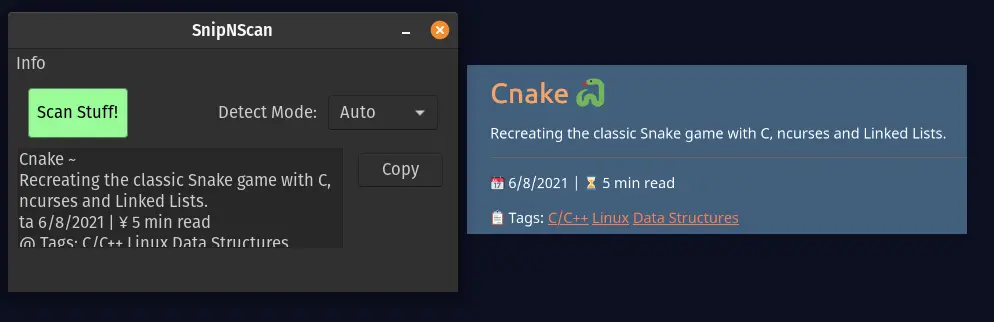 SnipNScan
Info
Scan Stuff!
Detect Mode:
Auto
Cnake ~
Recreating the classic Snake game with C,
ncurses and Linked Lists.
ta 6/8/2021 | ¥ 5 min read
@ Tags: C/C++ Linux Data Structures
Copy
Cnake 🐍
Recreating the classic Snake game with C, ncurses and Linked Lists.
📅 6/8/2021 | ⏳ 5 min read
📋 Tags: C/C++ Linux Data Structures